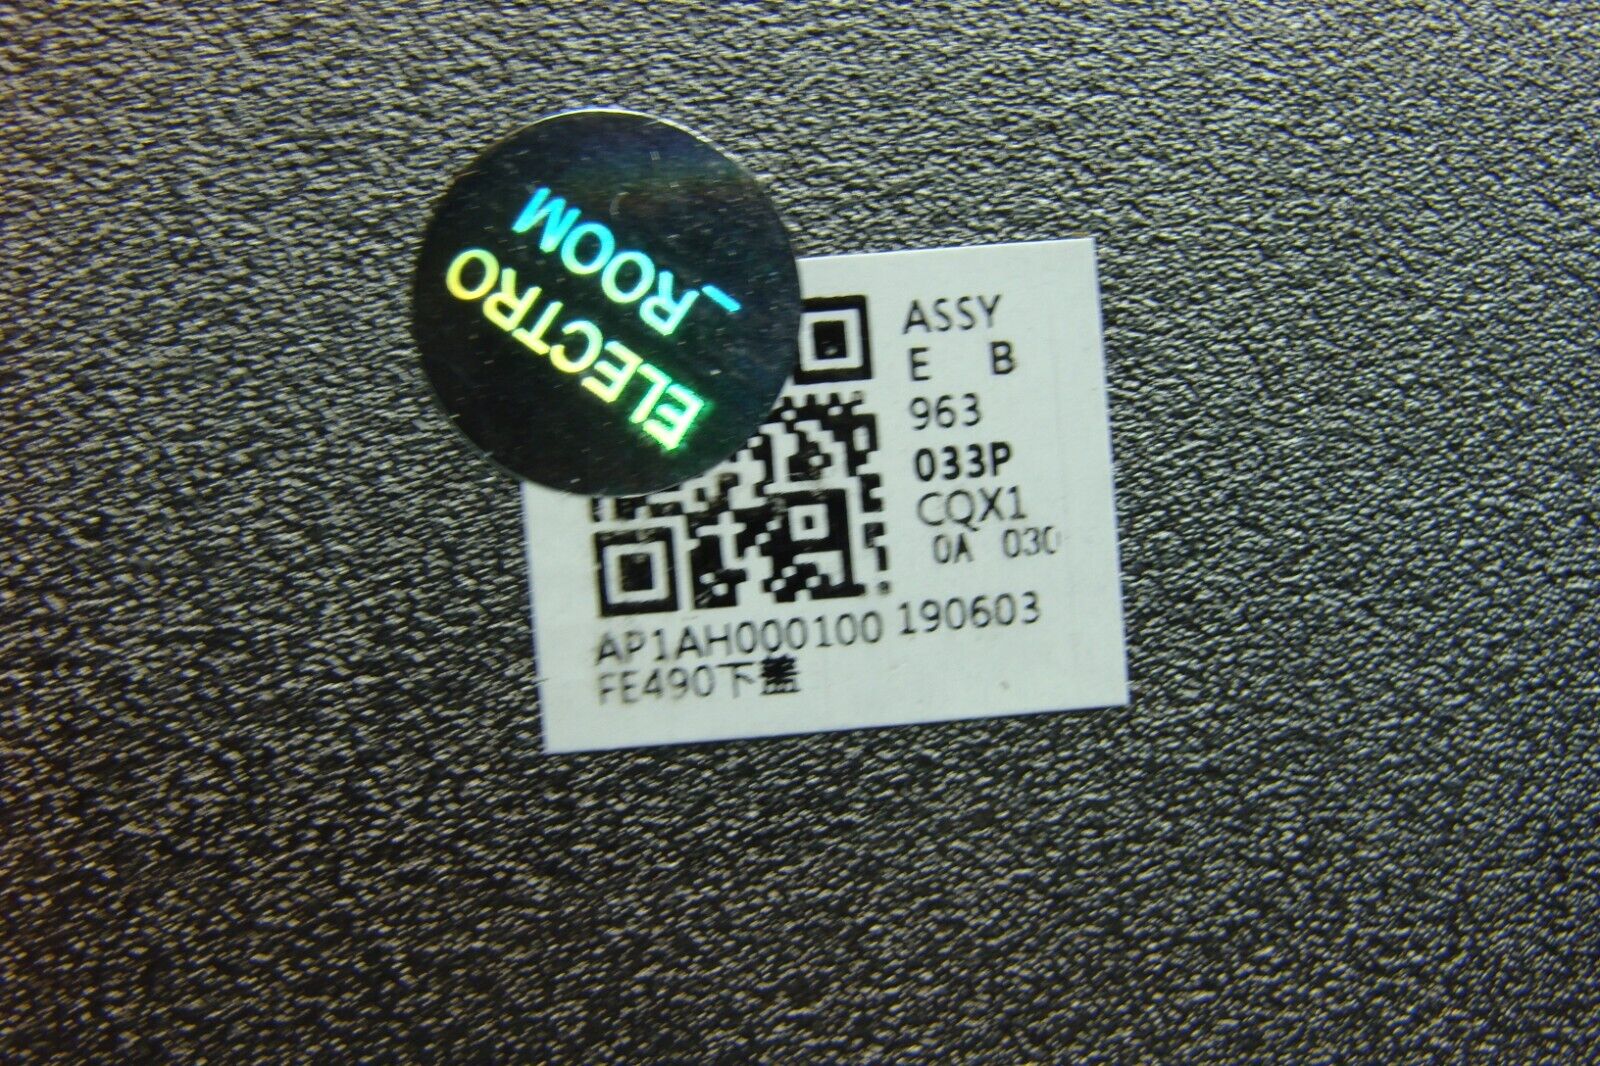 ELECTRO
_ROOM
ASSY
E B
963
033P
CQX1
0A 030
AP1AH000100 190603
FE490下盖